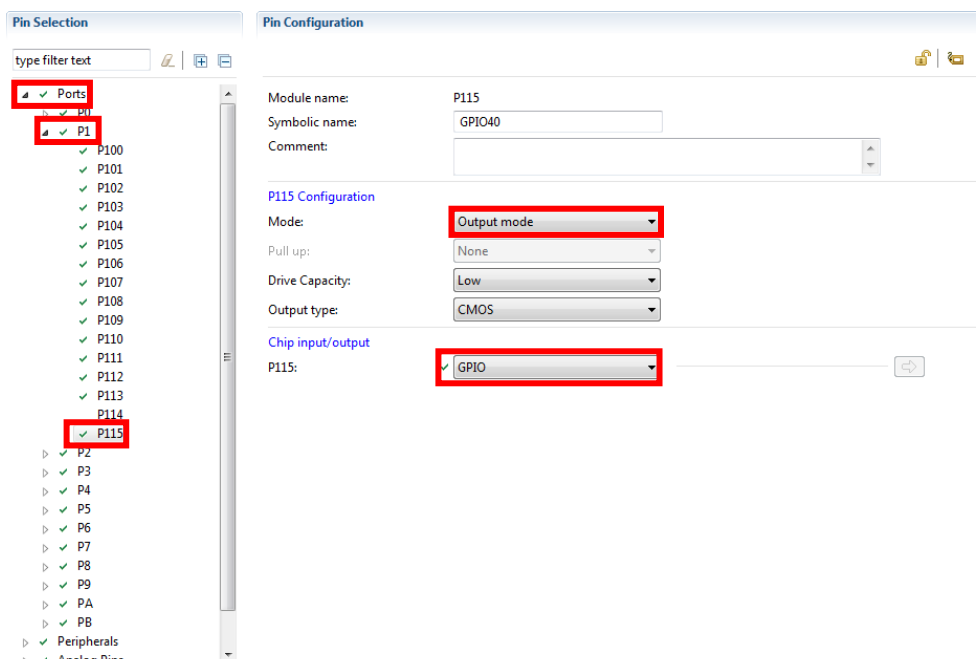 Pin Selection
type filter text
Ports
P0
P1
P100
P101
P102
P103
P104
P105
P106
P107
P108
P109
P110
P111
P112
P113
P114
P115
P2
P3
P4
P5
P6
P7
P8
P9
PA
PB
Peripherals
Analog Pins
Pin Configuration
Module name: P115
Symbolic name: GPIO40
Comment:
P115 Configuration
Mode: Output mode
Pull up: None
Drive Capacity: Low
Output type: CMOS
Chip input/output
P115: GPIO